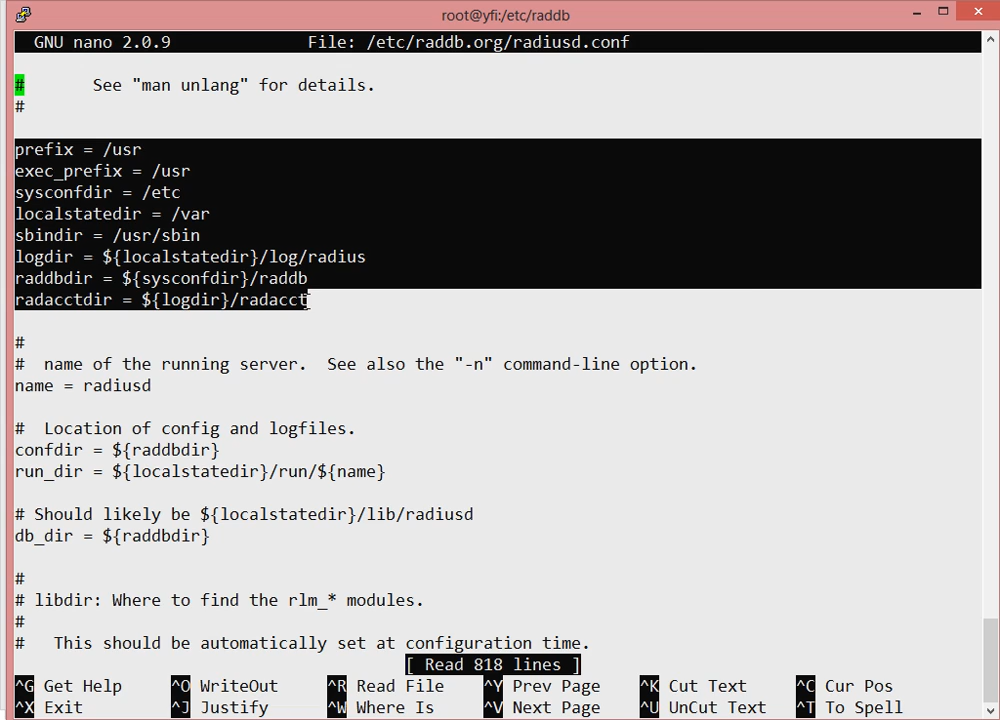 root@yfi:/etc/raddb
GNU nano 2.0.9 File: /etc/raddb.org/radiusd.conf
# See "man unlang" for details.
#
prefix = /usr
exec_prefix = /usr
sysconfdir = /etc
localstatedir = /var
sbindir = /usr/sbin
logdir = ${localstatedir}/log/radius
raddbdir = ${sysconfdir}/raddb
radacctdir = ${logdir}/radacct
#
# name of the running server. See also the "-n" command-line option.
name = radiusd
# Location of config and logfiles.
confdir = ${raddbdir}
run_dir = ${localstatedir}/run/${name}
# Should likely be ${localstatedir}/lib/radiusd
db_dir = ${raddbdir}
#
# libdir: Where to find the rlm_* modules.
#
# This should be automatically set at configuration time.
[ Read 818 lines ]
^G Get Help ^O WriteOut ^R Read File ^Y Prev Page ^K Cut Text ^C Cur Pos
^X Exit ^J Justify ^W Where Is ^V Next Page ^U UnCut Text ^T To Spell